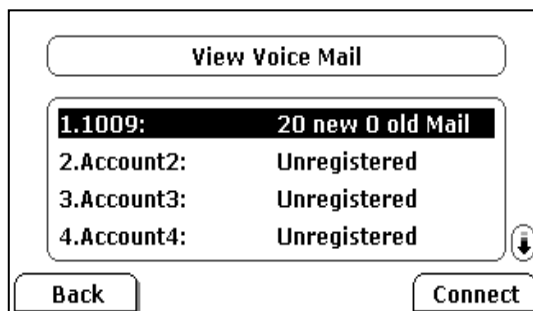 View Voice Mail
1.1009: 20 new 0 old Mail
2.Account2: Unregistered
3.Account3: Unregistered
4.Account4: Unregistered
Back Connect